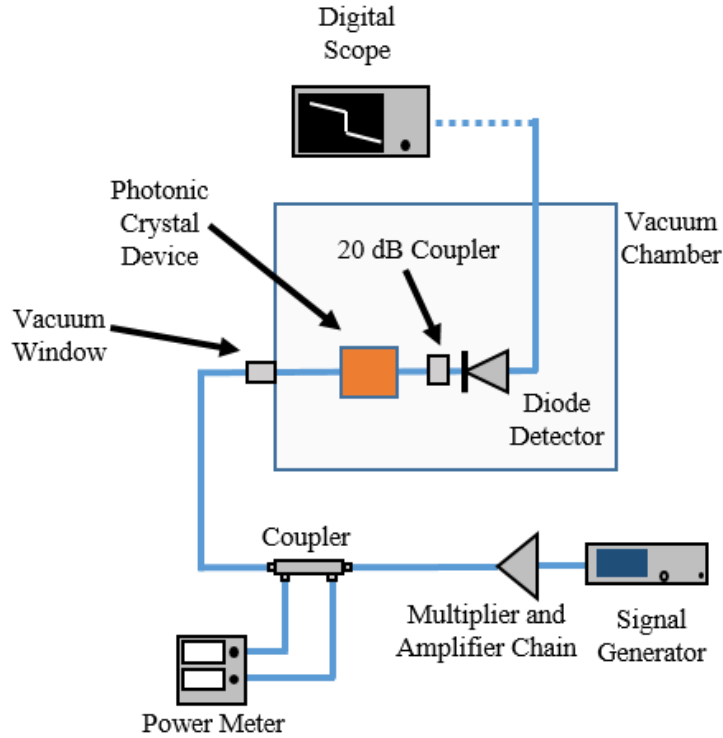 Digital
Scope
Photonic
Crystal
Device
20 dB Coupler
Vacuum
Chamber
Vacuum
Window
Diode
Detector
Coupler
Multiplier and
Amplifier Chain
Signal
Generator
Power Meter